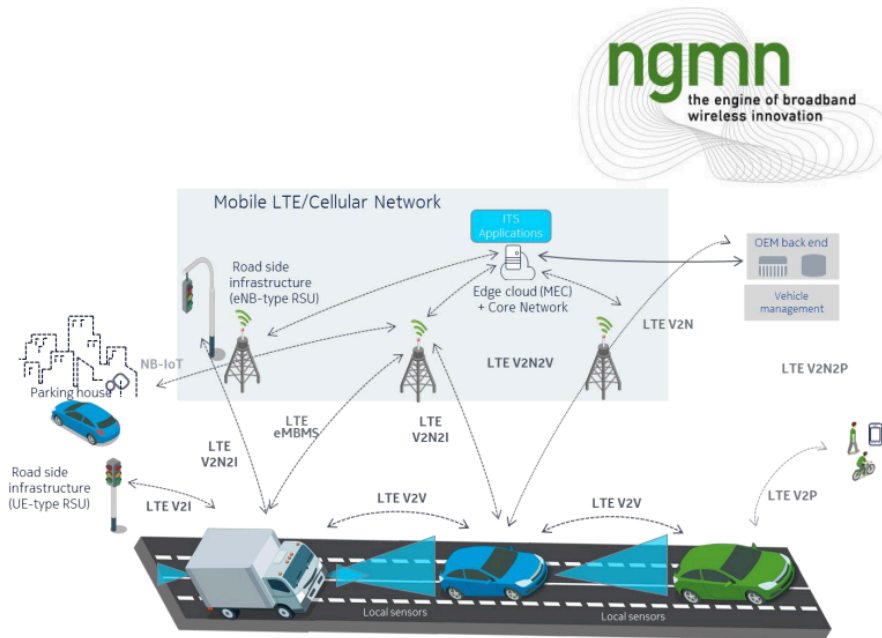 ngmn
the engine of broadband
wireless innovation
Mobile LTE/Cellular Network
ITS
Applications
OEM back end
Road side
infrastructure
(eNB-type RSU)
Edge cloud (MEC)
+ Core Network
Vehicle
management
LTE V2N
NB-IoT
LTE V2N2V
LTE V2N2P
Parking house
LTE
eMBMS
LTE
V2N2I
LTE
V2N2I
Road side
infrastructure
(UE-type RSU)
LTE V2I
LTE V2V
LTE V2V
LTE V2P
Local sensors
Local sensors